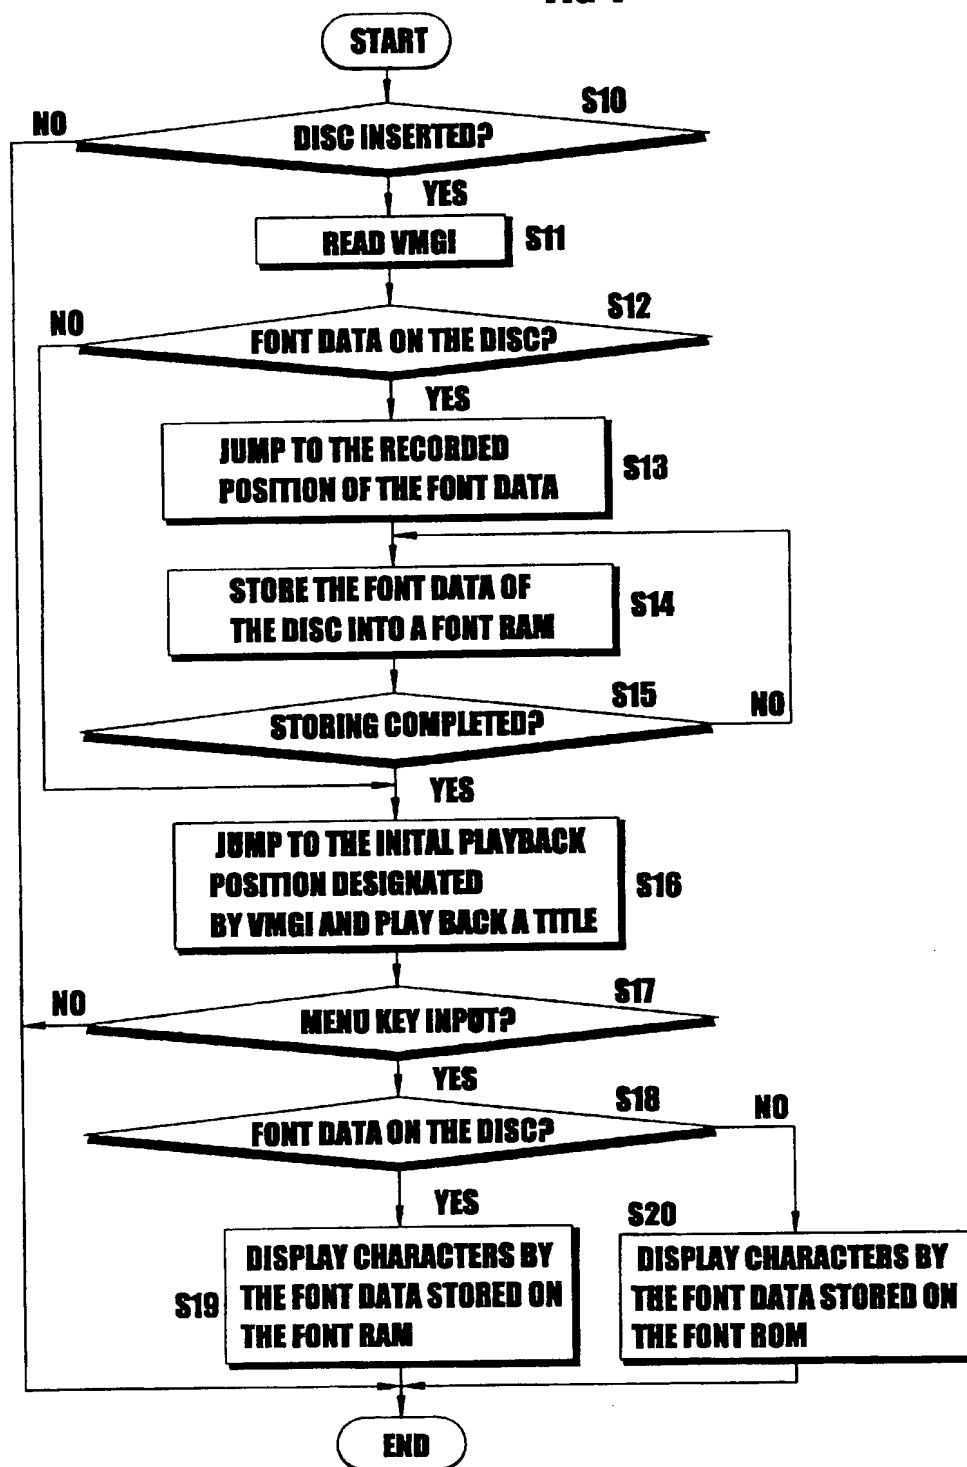 START
S10
NO
DISC INSERTED?
YES
READ VMGI
S11
S12
NO
FONT DATA ON THE DISC?
YES
JUMP TO THE RECORDED
POSITION OF THE FONT DATA
S13
STORE THE FONT DATA OF
THE DISC INTO A FONT RAM
S14
S15
NO
STORING COMPLETED?
YES
JUMP TO THE INITAL PLAYBACK
POSITION DESIGNATED
BY VMGI AND PLAY BACK A TITLE
S16
S17
NO
MENU KEY INPUT?
YES
S18
NO
FONT DATA ON THE DISC?
YES
S20
DISPLAY CHARACTERS BY
THE FONT DATA STORED ON
THE FONT RAM
S19
DISPLAY CHARACTERS BY
THE FONT DATA STORED ON
THE FONT ROM
END